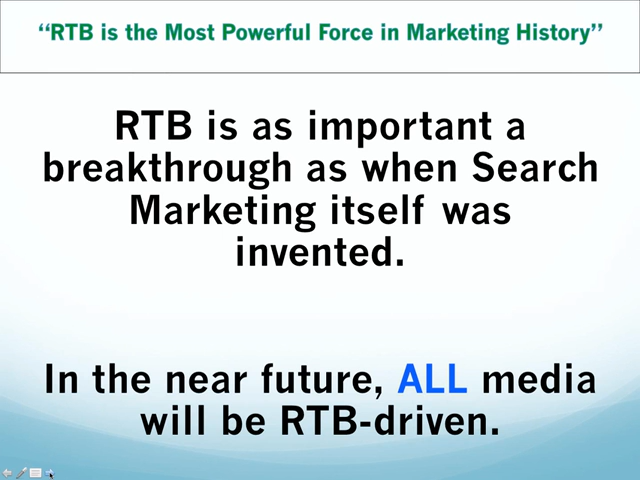 “RTB is the Most Powerful Force in Marketing History”
RTB is as important a
breakthrough as when Search
Marketing itself was
invented.
In the near future, ALL media
will be RTB-driven.